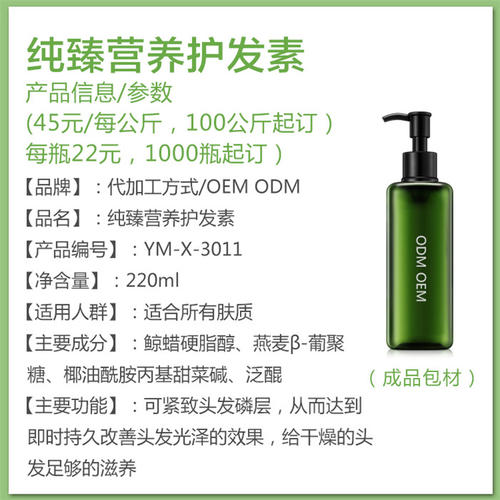 纯臻营养护发素
产品信息/参数
(45元/每公斤，100公斤起订）
每瓶22元，1000瓶起订）
【品牌】：代加工方式/OEM ODM
【品名】：纯臻营养护发素
【产品编号】：YM-X-3011
【净含量】：220ml
【适用人群】：适合所有肤质
【主要成分】：鲸蜡硬脂醇、燕麦β-葡聚
糖、椰油酰胺丙基甜菜碱、泛醌
【主要功能】：可紧致头发磷层，从而达到
即时持久改善头发光泽的效果，给干燥的头
发足够的滋养
ODM OEM
（成品包材）